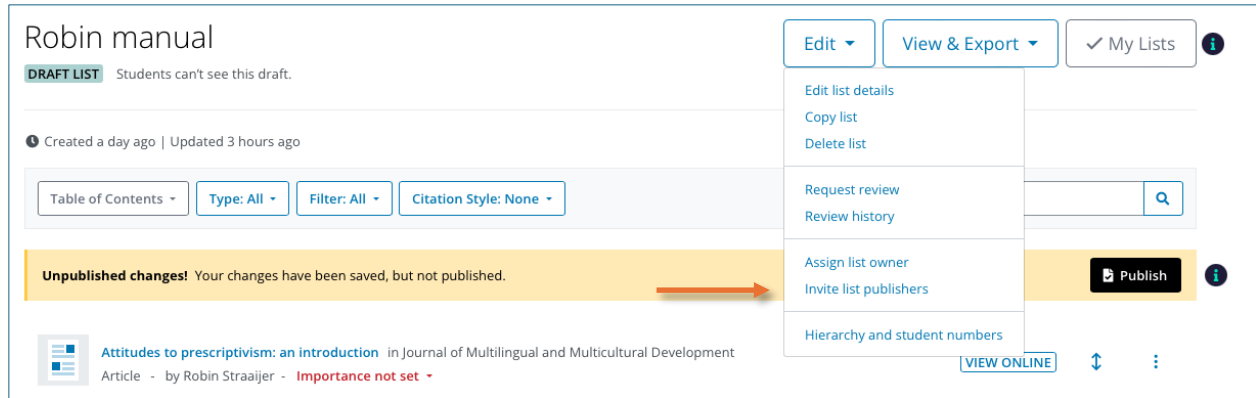 Robin manual
Edit
View & Export
✓ My Lists
DRAFT LIST Students can't see this draft.
Edit list details
Copy list
Delete list
Created a day ago | Updated 3 hours ago
Request review
Table of Contents
Type: All
Filter: All
Citation Style: None
Review history
Assign list owner
Unpublished changes! Your changes have been saved, but not published.
Publish
Invite list publishers
Hierarchy and student numbers
Attitudes to prescriptivism: an introduction in Journal of Multilingual and Multicultural Development
VIEW ONLINE
Article - by Robin Straaijer - Importance not set